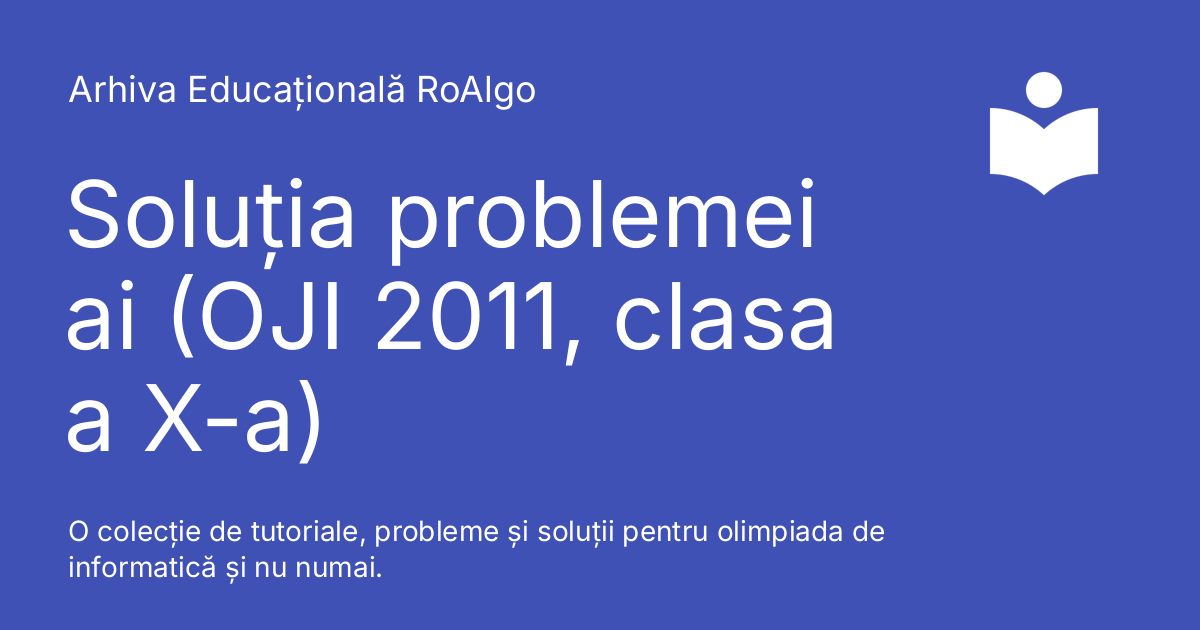 Arhiva Educațională RoAlgo
Soluția problemei
ai (OJI 2011, clasa
a X-a)
O colecție de tutoriale, probleme și soluții pentru olimpiada de
informatică și nu numai.